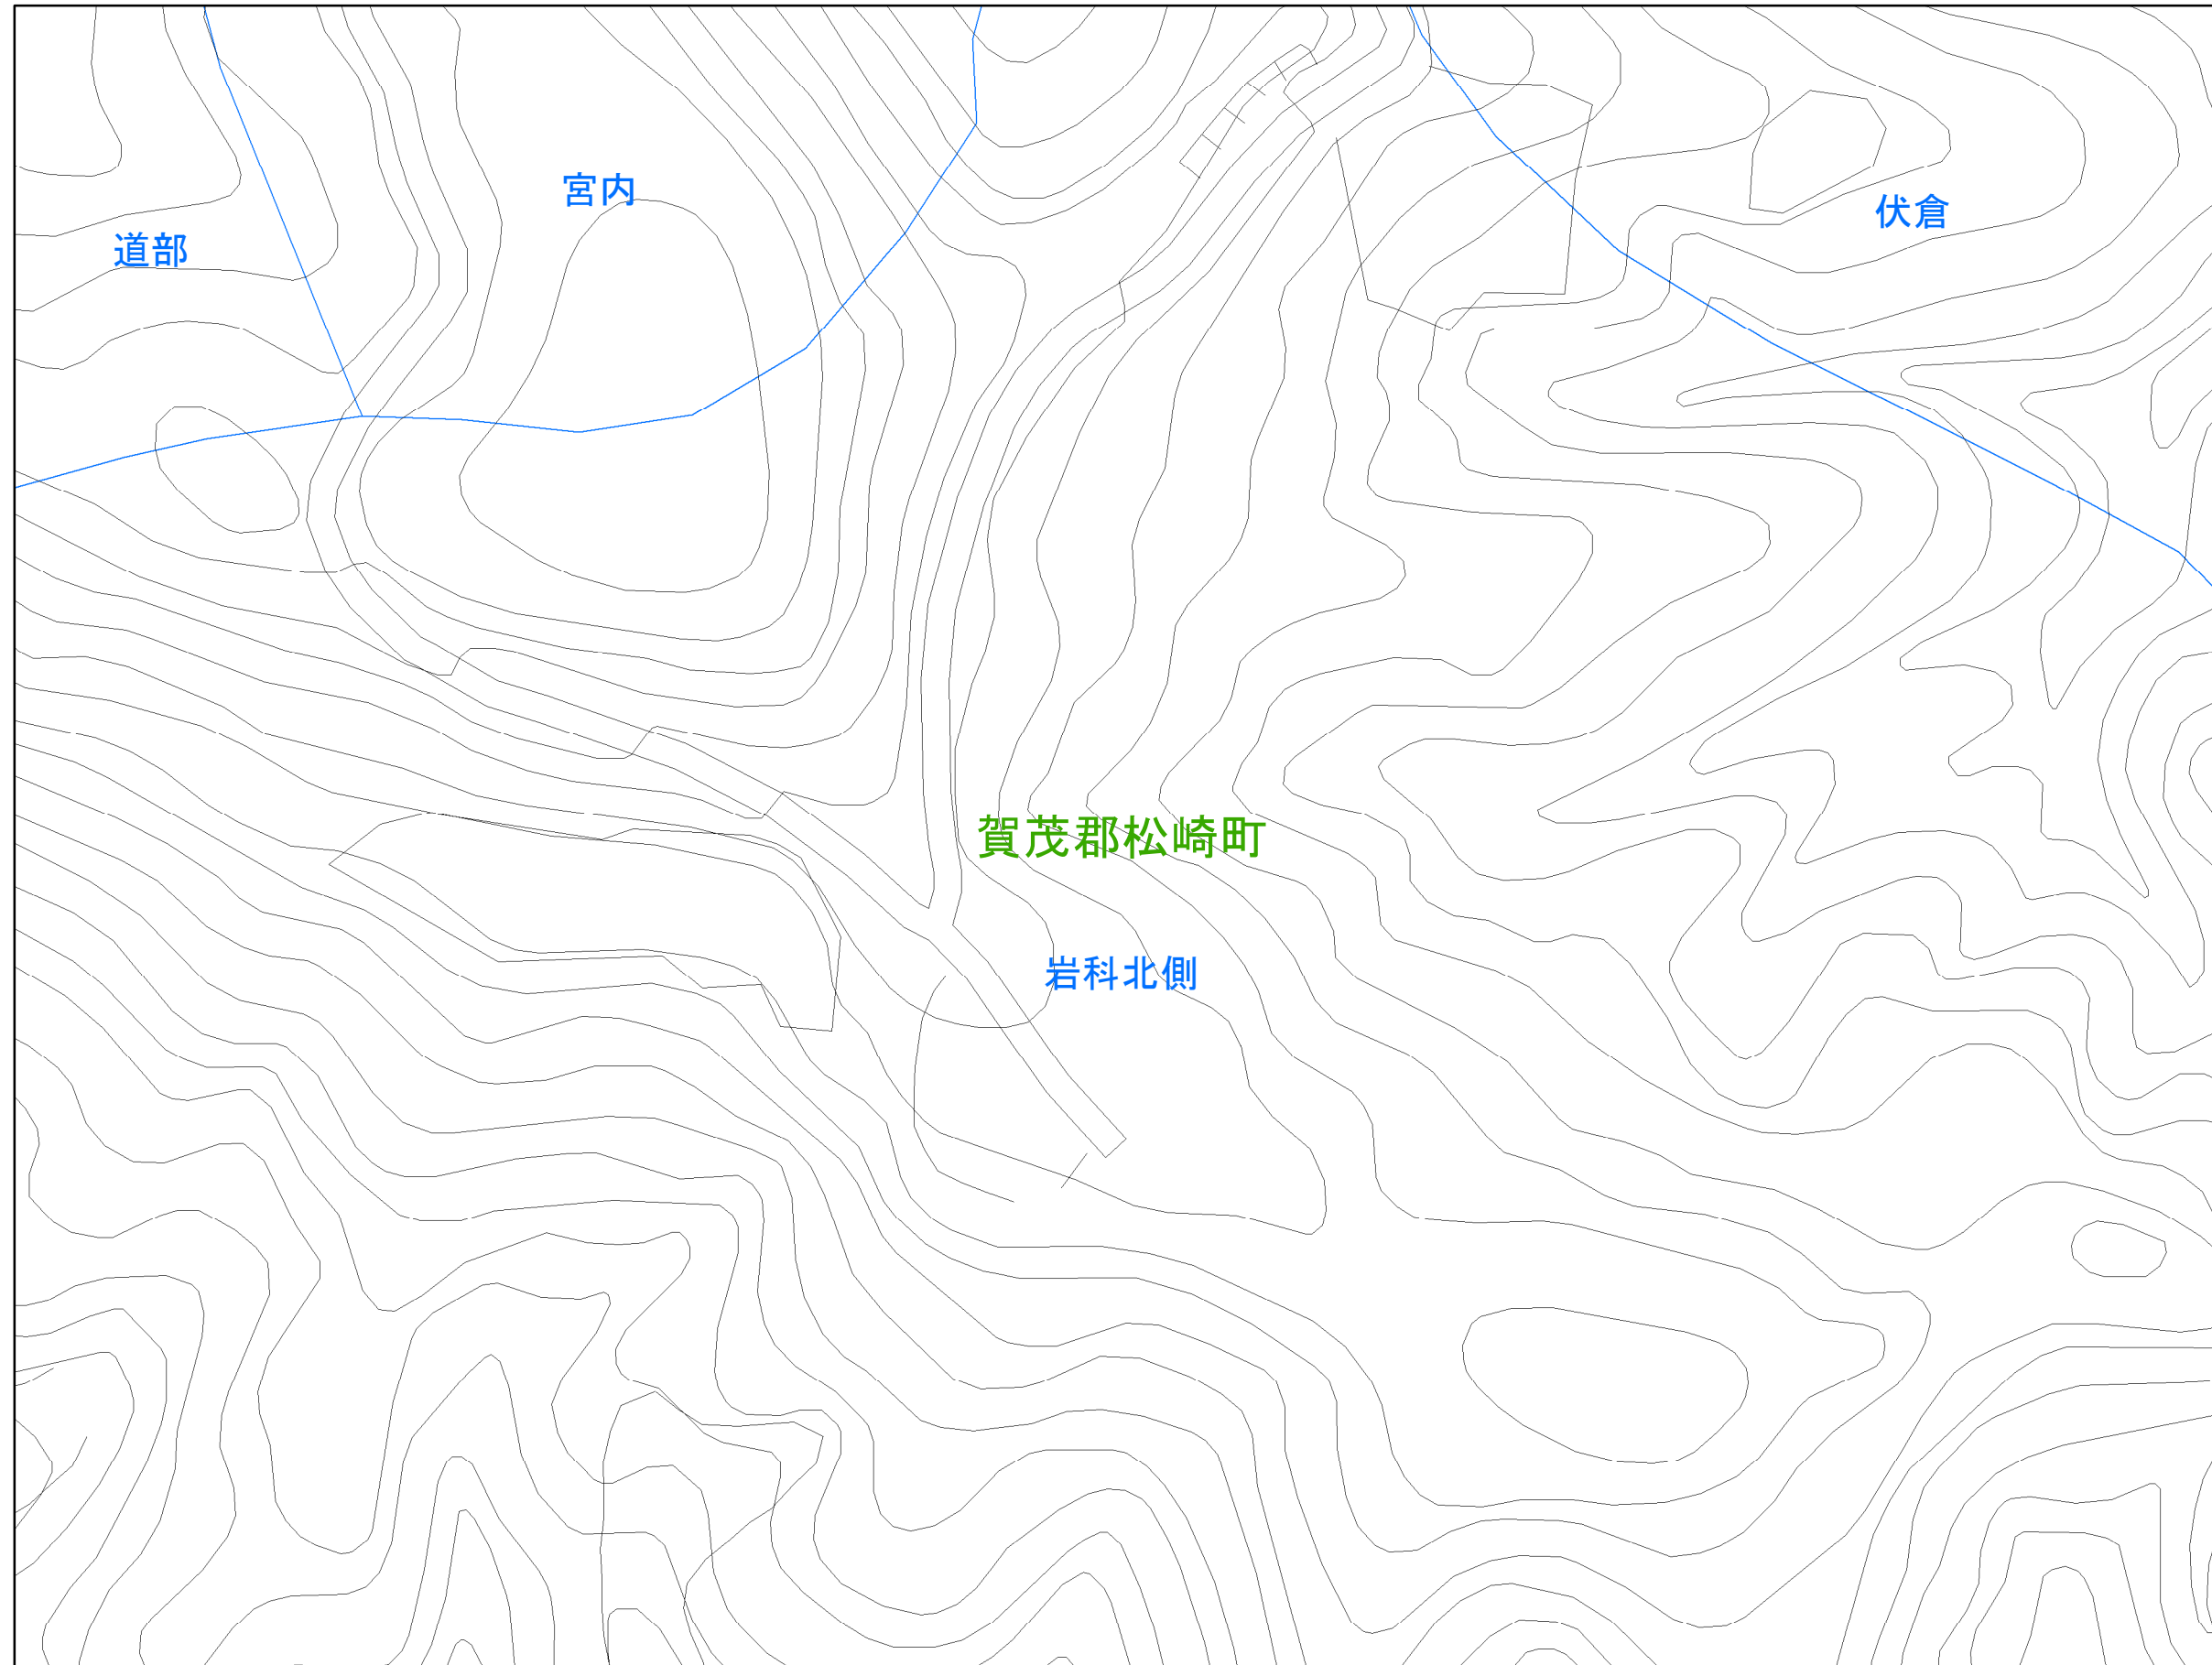 宮内
伏倉
道部
賀茂郡松崎町
岩科北側